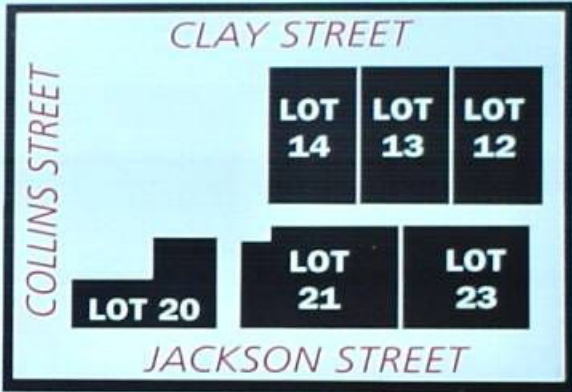 CLAY STREET
COLLINS STREET
LOT
14
LOT
13
LOT
12
LOT 20
LOT
21
LOT
23
JACKSON STREET